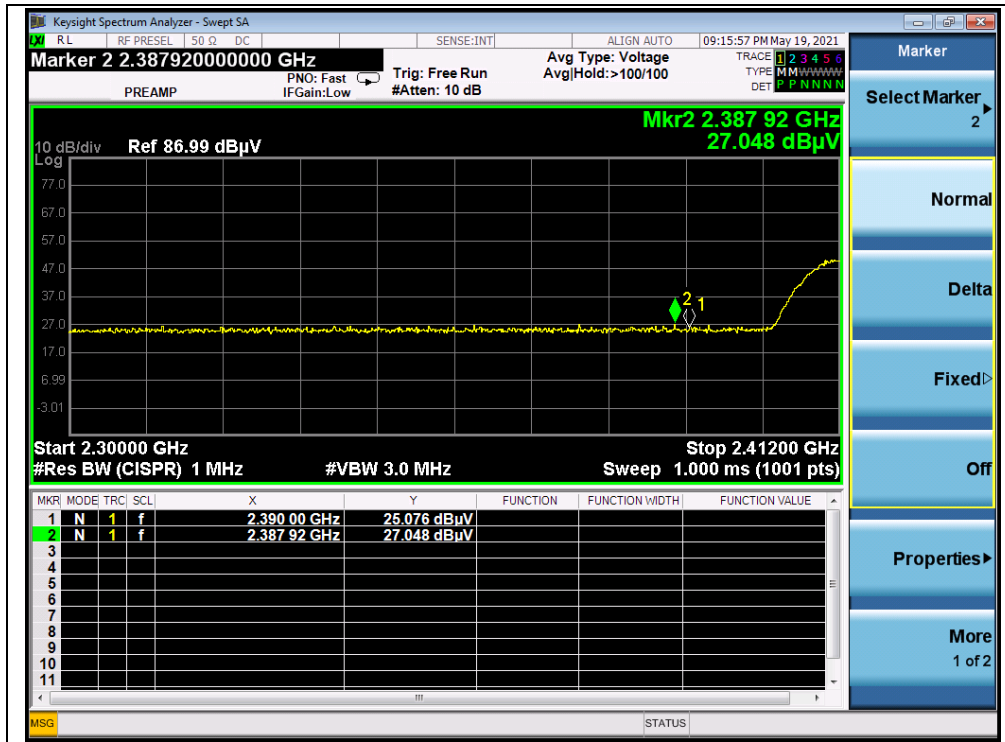 Keysight Spectrum Analyzer - Swept SA
LXI RL RF PRESEL 50 Ω DC SENSE:INT ALIGN AUTO 09:15:57 PM May 19, 2021
Marker 2 2.387920000000 GHz
PREAMP
PNO: Fast
IFGain:Low
Trig: Free Run
#Atten: 10 dB
Avg Type: Voltage
Avg|Hold:>100/100
TRACE 1 2 3 4 5 6
TYPE M M W W W W
DET P P N N N N
Mkr2 2.387 92 GHz
27.048 dBµV
10 dB/div Ref 86.99 dBµV
Log
77.0
67.0
57.0
47.0
37.0
27.0
17.0
6.99
-3.01
2 1
Start 2.30000 GHz Stop 2.41200 GHz
#Res BW (CISPR) 1 MHz #VBW 3.0 MHz Sweep 1.000 ms (1001 pts)
MKR MODE TRC SCL X Y FUNCTION FUNCTION WIDTH FUNCTION VALUE
1 N 1 f 2.390 00 GHz 25.076 dBµV
2 N 1 f 2.387 92 GHz 27.048 dBµV
3
4
5
6
7
8
9
10
11
MSG STATUS
Marker
Select Marker
2
Normal
Delta
Fixed
Off
Properties
More
1 of 2